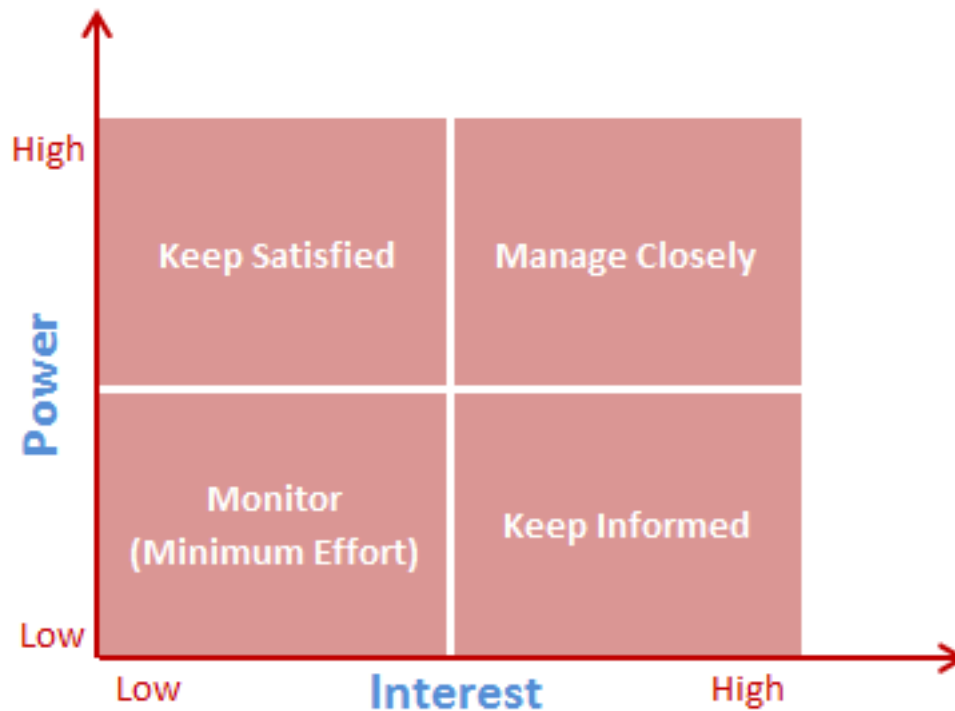 High
Keep Satisfied
Manage Closely
Power
Monitor
(Minimum Effort)
Keep Informed
Low
Low
Interest
High